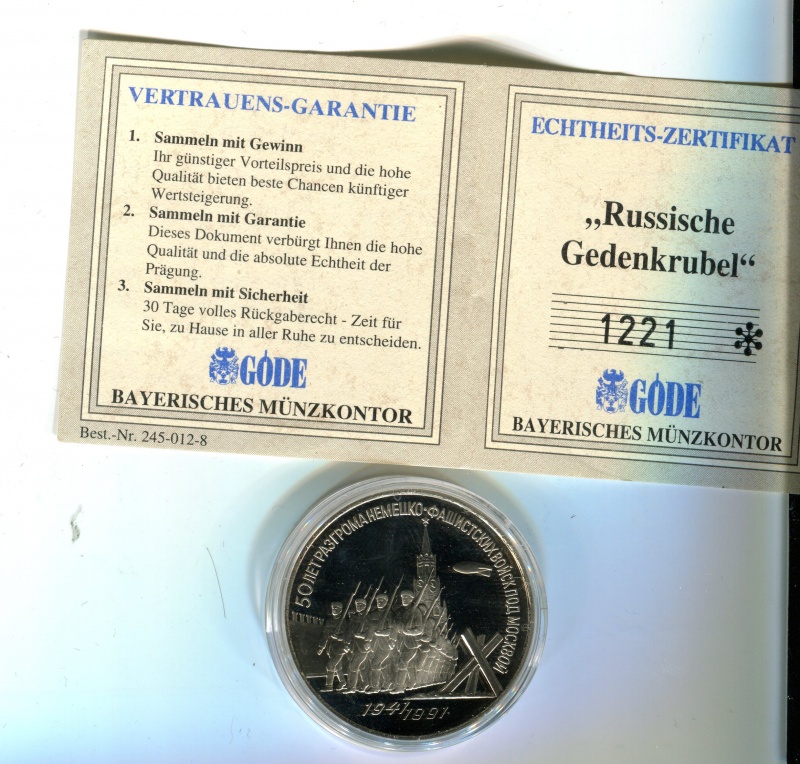 VERTRAUENS-GARANTIE
1. Sammeln mit Gewinn
Ihr günstiger Vorteilspreis und die hohe
Qualität bieten beste Chancen künftiger
Wertsteigerung.
2. Sammeln mit Garantie
Dieses Dokument verbürgt Ihnen die hohe
Qualität und die absolute Echtheit der
Prägung.
3. Sammeln mit Sicherheit
30 Tage volles Rückgaberecht - Zeit für
Sie, zu Hause in aller Ruhe zu entscheiden.
GÖDE
BAYERISCHES MÜNZKONTOR
Best.-Nr. 245-012-8
ECHTHEITS-ZERTIFIKAT
„Russische
Gedenkrubel“
1221
GÖDE
BAYERISCHES MÜNZKONTOR
50 ЛЕТ РАЗГРОМА НЕМЕЦКО-ФАШИСТСКИХ ВОЙСК ПОД МОСКВОЙ
1941 1991